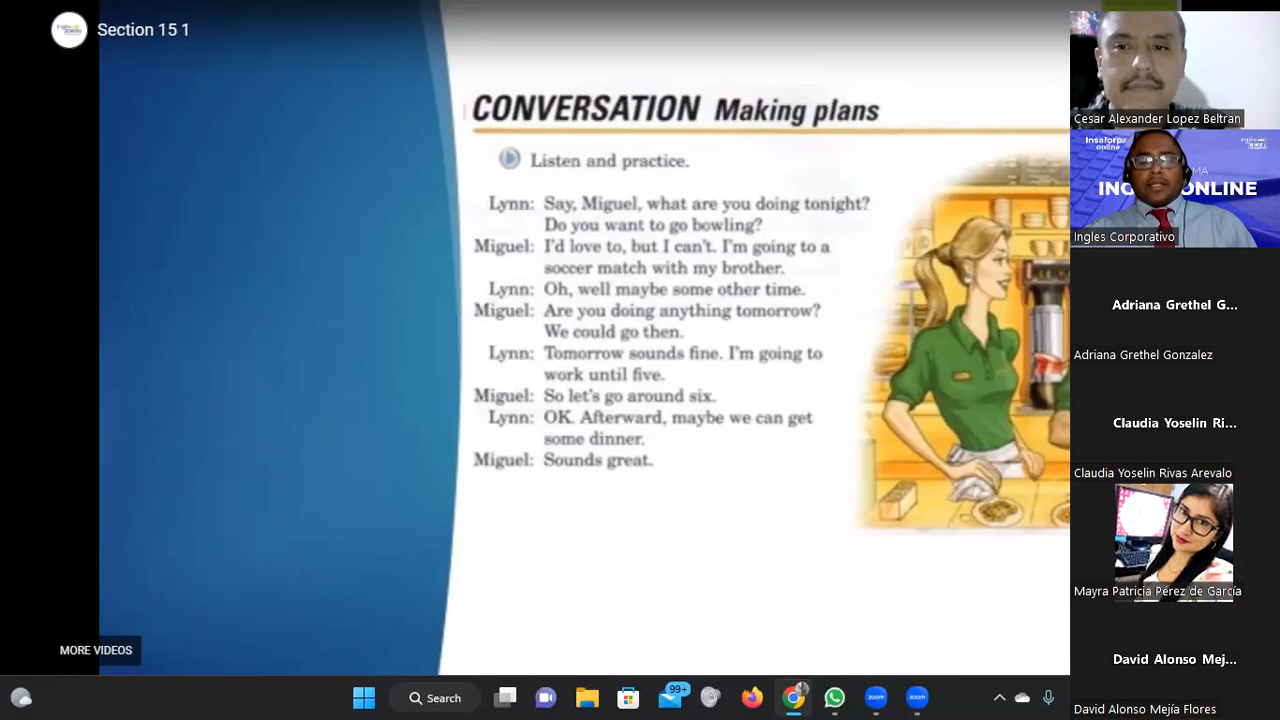 Section 15 1
CONVERSATION Making plans
Listen and practice.
Lynn: Say, Miguel, what are you doing tonight?
Do you want to go bowling?
Miguel: I'd love to, but I can't. I'm going to a
soccer match with my brother.
Lynn: Oh, well maybe some other time.
Miguel: Are you doing anything tomorrow?
We could go then.
Lynn: Tomorrow sounds fine. I'm going to
work until five.
Miguel: So let's go around six.
Lynn: OK. Afterward, maybe we can get
some dinner.
Miguel: Sounds great.
MORE VIDEOS
Cesar Alexander Lopez Beltran
Insaforp
online
Ingles Corporativo
Adriana Grethel G...
Adriana Grethel Gonzalez
Claudia Yoselin Ri...
Claudia Yoselin Rivas Arevalo
Mayra Patricia Pérez de García
David Alonso Mej...
David Alonso Mejía Flores
Search
99+
zoom
zoom